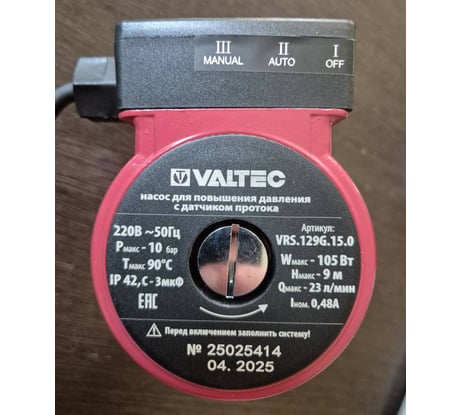 III II I
MANUAL AUTO OFF
VALTEC
насос для повышения давления
с датчиком протока
220В ~50Гц
Pмакс - 10 бар
Tмакс 90°С
IP 42, С - 3мкФ
EAC
Артикул:
VRS.129G.15.0
Wмакс - 105 Вт
Hмакс - 9 м
Qмакс - 23 л/мин
Iном. 0,48А
Перед включением заполнить систему!
№ 25025414
04. 2025